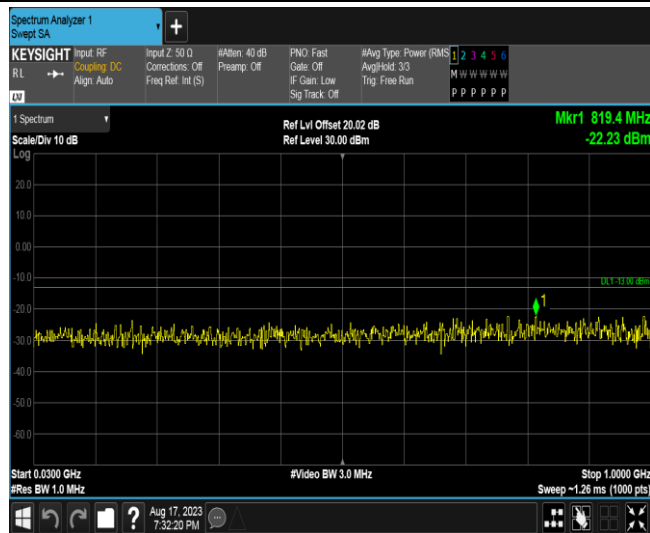 Spectrum Analyzer 1
Swept SA
KEYSIGHT
RL
Input: RF
Coupling: DC
Align: Auto
Input Z: 50 Ω
Corrections: Off
Freq Ref: Int (S)
#Atten: 40 dB
Preamp: Off
PNO: Fast
Gate: Off
IF Gain: Low
Sig Track: Off
#Avg Type: Power (RMS
Avg|Hold: 3/3
Trig: Free Run
1 2 3 4 5 6
M W W W W W
P P P P P P
1 Spectrum
Scale/Div 10 dB
Ref Lvl Offset 20.02 dB
Ref Level 30.00 dBm
Mkr1 819.4 MHz
-22.23 dBm
Log
20.0
10.0
0.00
-10.0
DL1 -13.00 dBm
1
-20.0
-30.0
-40.0
-50.0
-60.0
Start 0.0300 GHz
#Video BW 3.0 MHz
Stop 1.0000 GHz
#Res BW 1.0 MHz
Sweep ~1.26 ms (1000 pts)
?
Aug 17, 2023
7:32:20 PM